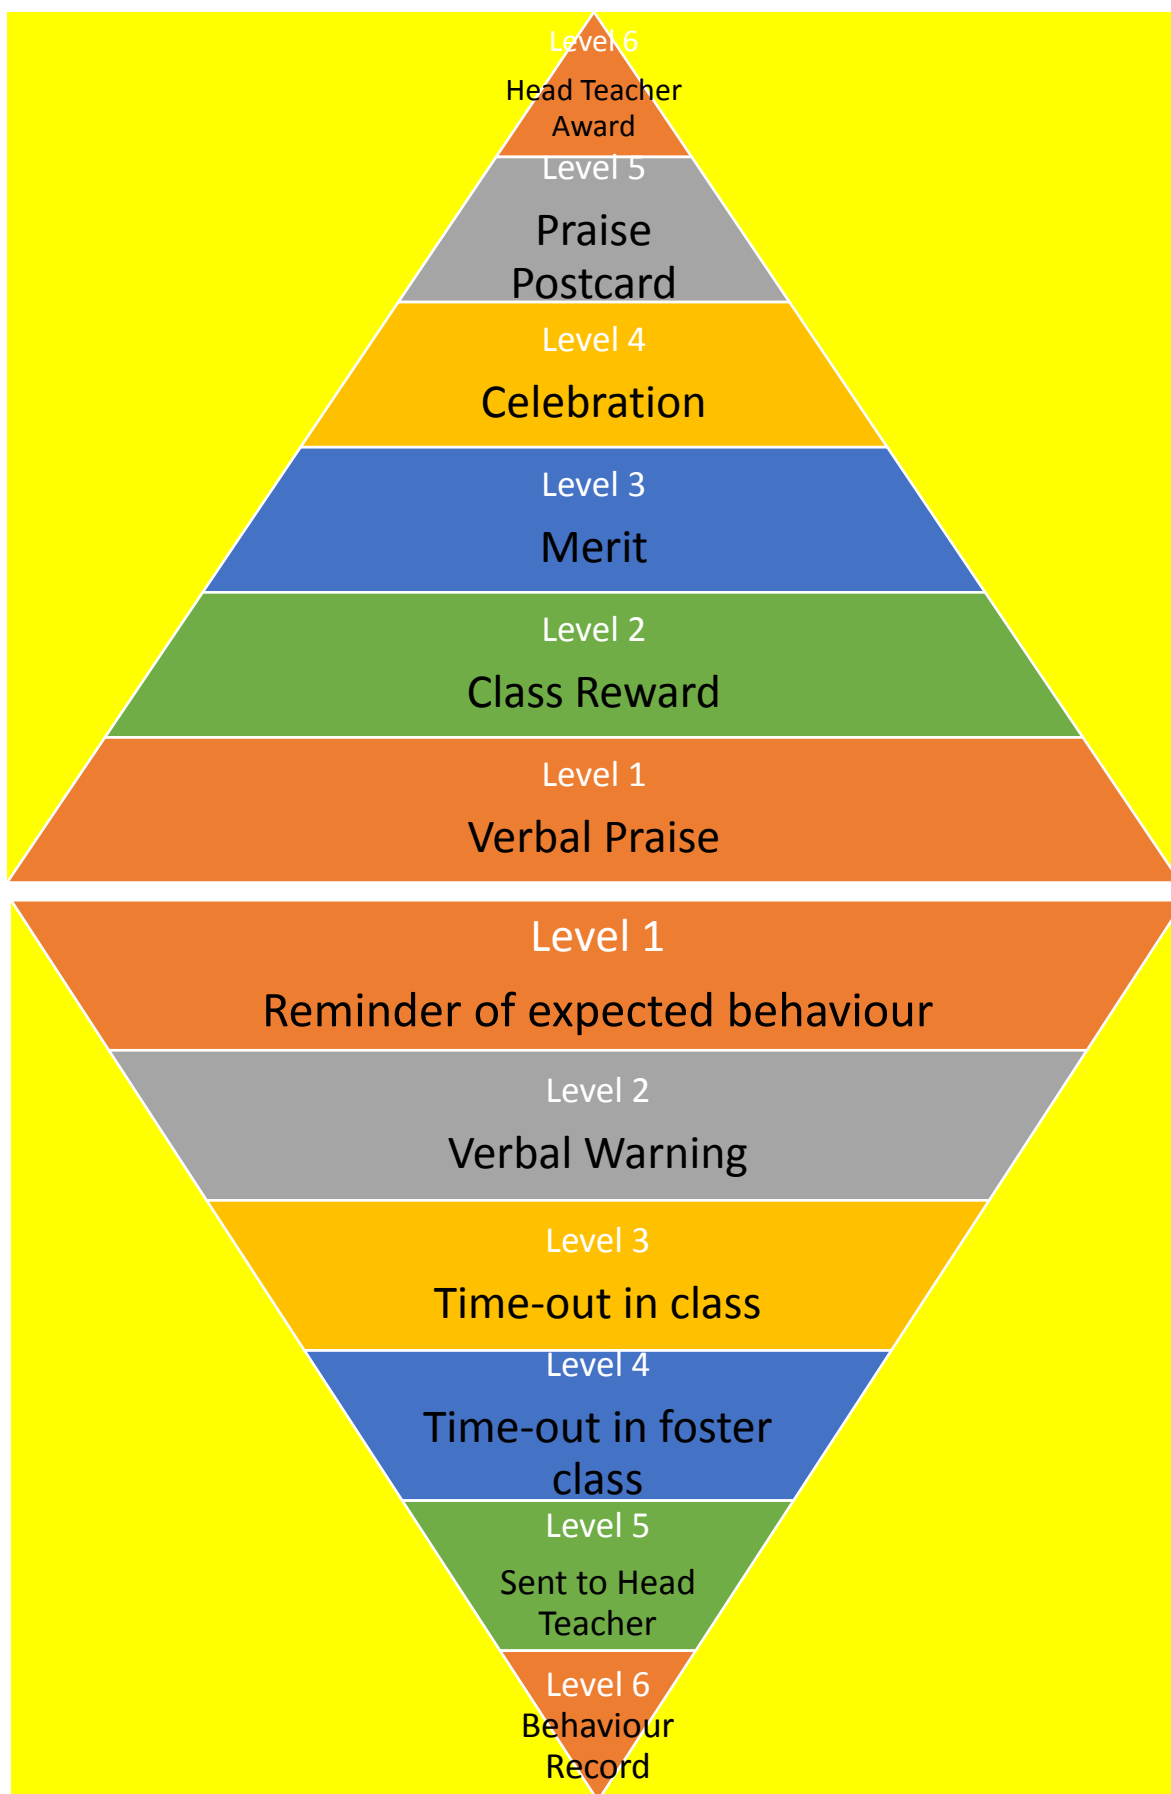 Level 6
Head Teacher
Award
Level 5
Praise
Postcard
Level 4
Celebration
Level 3
Merit
Level 2
Class Reward
Level 1
Verbal Praise
Level 1
Reminder of expected behaviour
Level 2
Verbal Warning
Level 3
Time-out in class
Level 4
Time-out in foster
class
Level 5
Sent to Head
Teacher
Level 6
Behaviour
Record